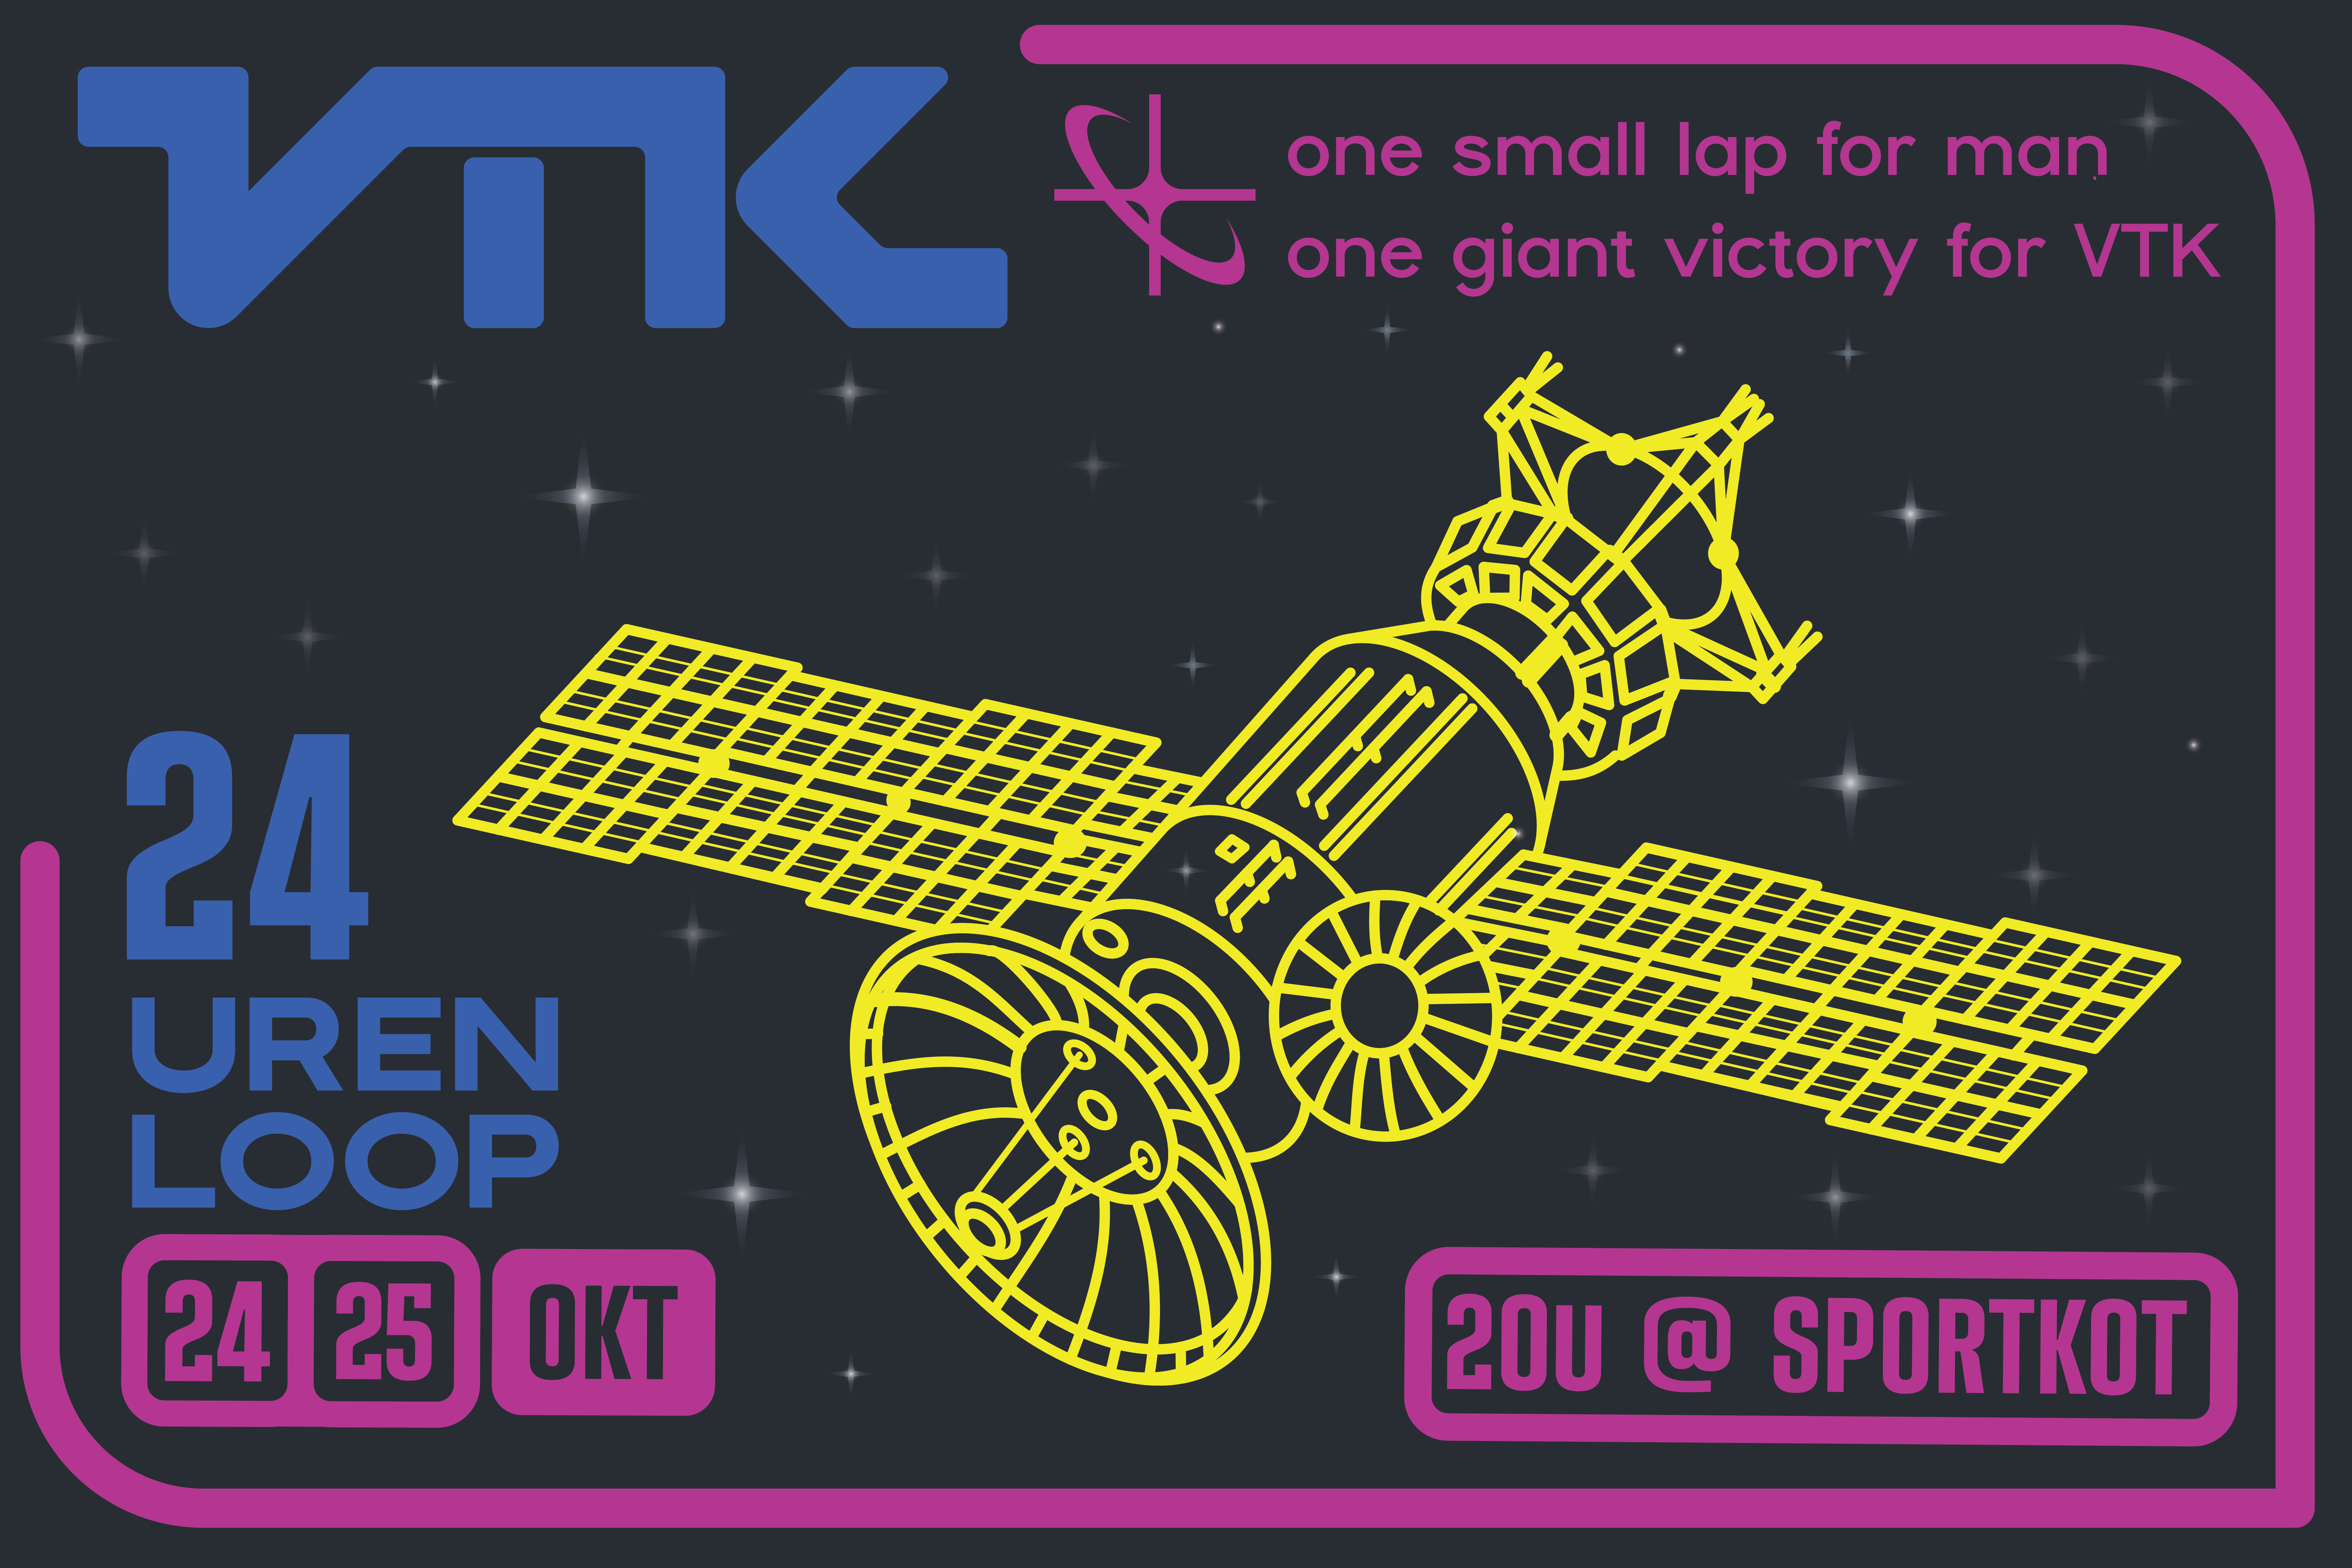 VTK
one small lap for man
one giant victory for VTK
24
UREN
LOOP
24 25 OKT
20U @ SPORTKOT